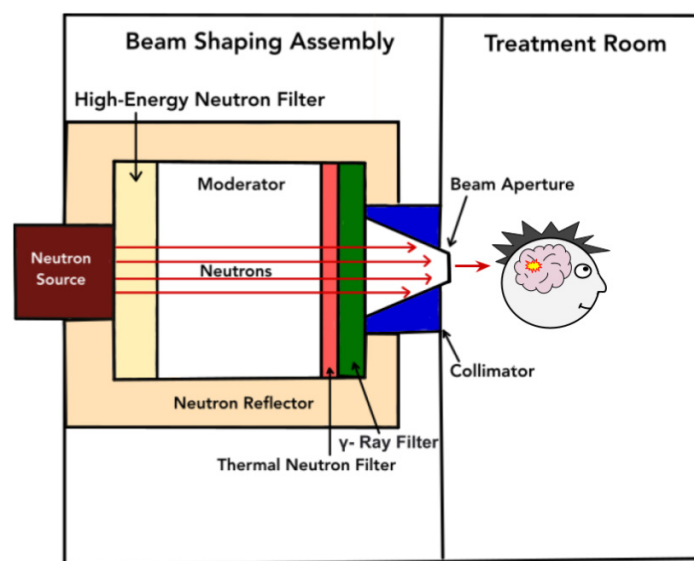 Beam Shaping Assembly
Treatment Room
High-Energy Neutron Filter
Moderator
Beam Aperture
Neutron
Source
Neutrons
Collimator
Neutron Reflector
γ- Ray Filter
Thermal Neutron Filter